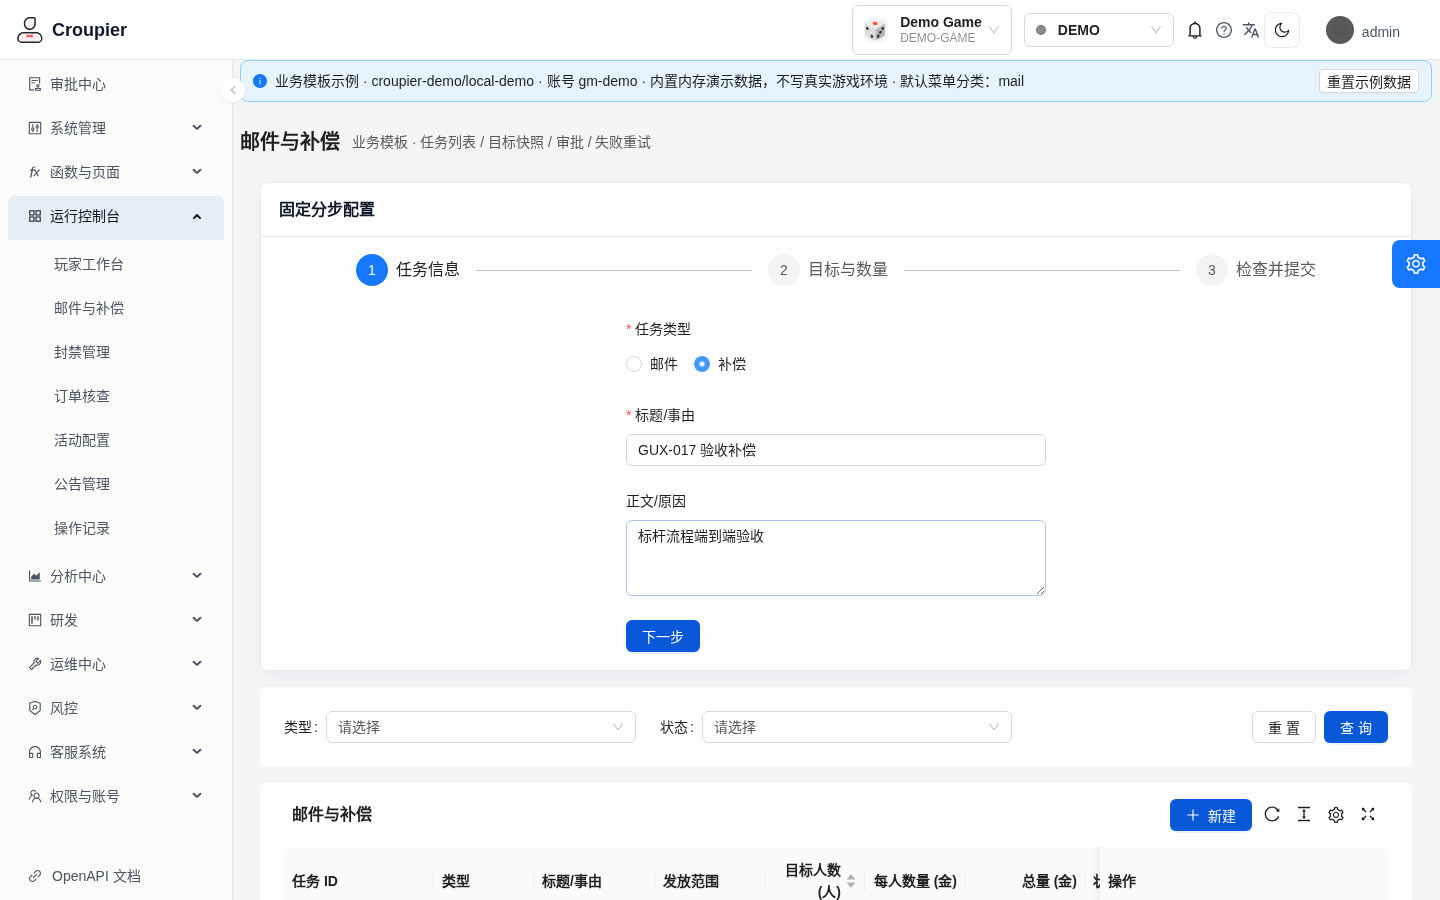 Croupier
Demo Game
DEMO-GAME
DEMO
admin
审批中心
系统管理
函数与页面
运行控制台
玩家工作台
邮件与补偿
封禁管理
订单核查
活动配置
公告管理
操作记录
分析中心
研发
运维中心
风控
客服系统
权限与账号
OpenAPI 文档
业务模板示例 · croupier-demo/local-demo · 账号 gm-demo · 内置内存演示数据，不写真实游戏环境 · 默认菜单分类：mail
重置示例数据
邮件与补偿 业务模板 · 任务列表 / 目标快照 / 审批 / 失败重试
固定分步配置
1 任务信息
2 目标与数量
3 检查并提交
* 任务类型
邮件 补偿
* 标题/事由
GUX-017 验收补偿
正文/原因
标杆流程端到端验收
下一步
类型 : 请选择
状态 : 请选择
重 置
查 询
邮件与补偿
新建
任务 ID
类型
标题/事由
发放范围
目标人数
(人)
每人数量 (金)
总量 (金)
操作